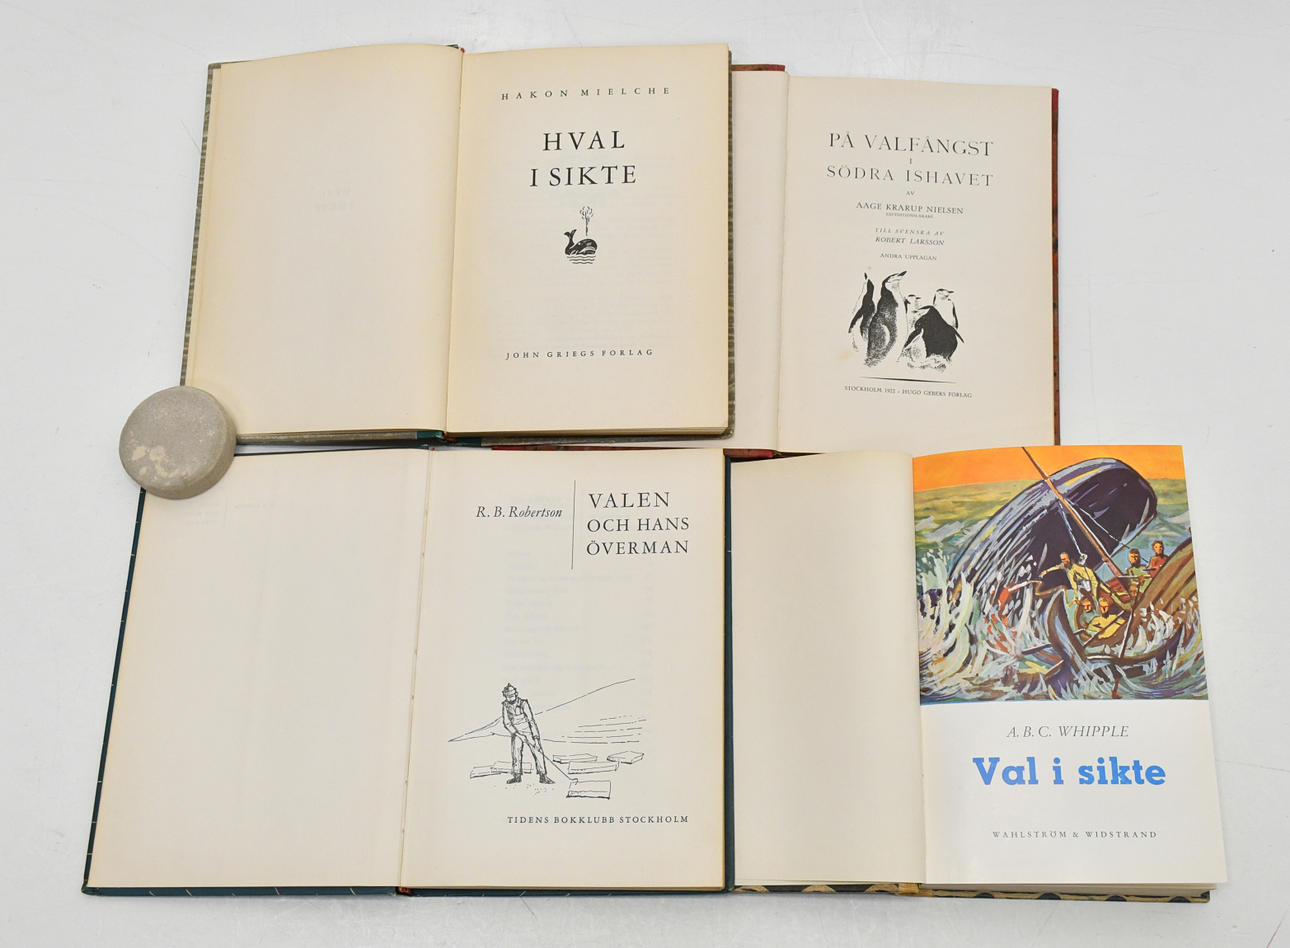 HAKON MIELCHE
HVAL
I SIKTE
JOHN GRIEGS FORLAG
PÅ VALFÅNGST
I
SÖDRA ISHAVET
AV
AAGE KRARUP NIELSEN
EXPEDITIONSLÄKARE
TILL SVENSKA AV
ROBERT LARSSON
ANDRA UPPLAGAN
STOCKHOLM 1922 - HUGO GEBERS FÖRLAG
R. B. Robertson
VALEN
OCH HANS
ÖVERMAN
TIDENS BOKKLUBB STOCKHOLM
A. B. C. WHIPPLE
Val i sikte
WAHLSTRÖM & WIDSTRAND